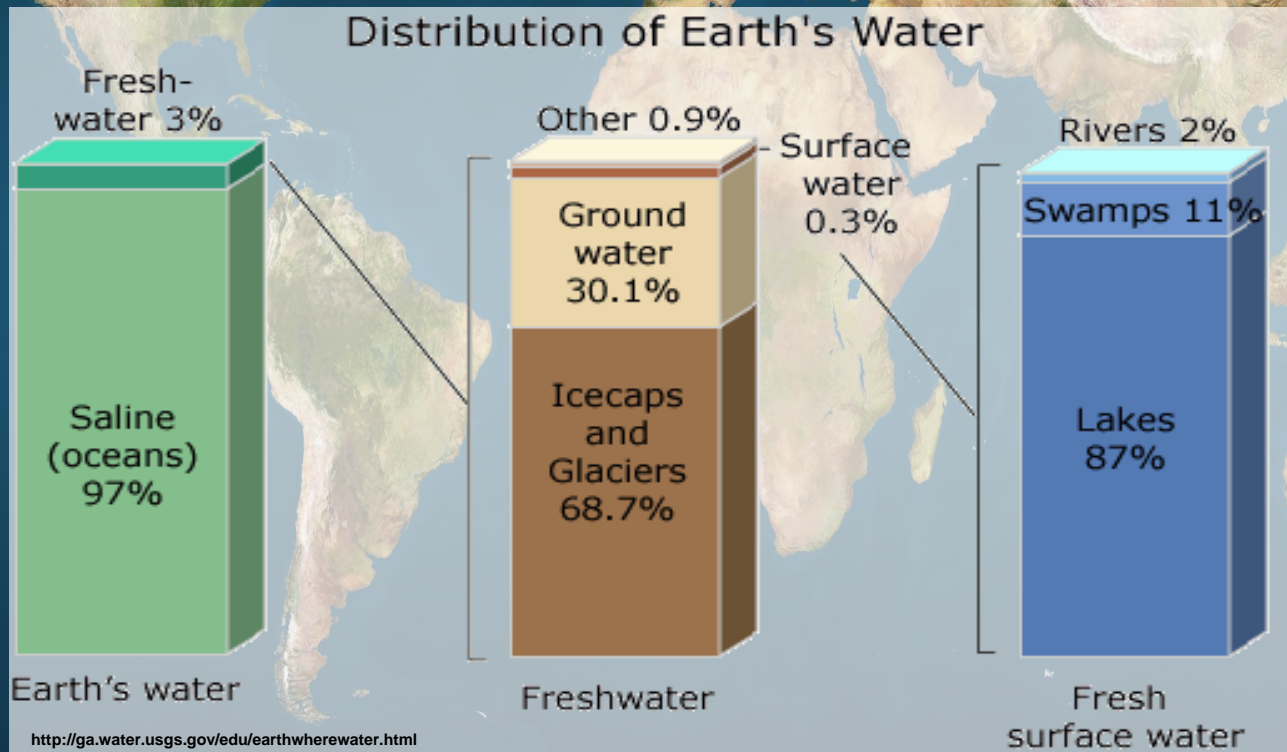 Distribution of Earth's Water
Fresh-
water 3%
Saline
(oceans)
97%
Earth's water
Other 0.9%
Surface
water
0.3%
Ground
water
30.1%
Icecaps
and
Glaciers
68.7%
Freshwater
Rivers 2%
Swamps 11%
Lakes
87%
Fresh
surface water
http://ga.water.usgs.gov/edu/earthwherewater.html